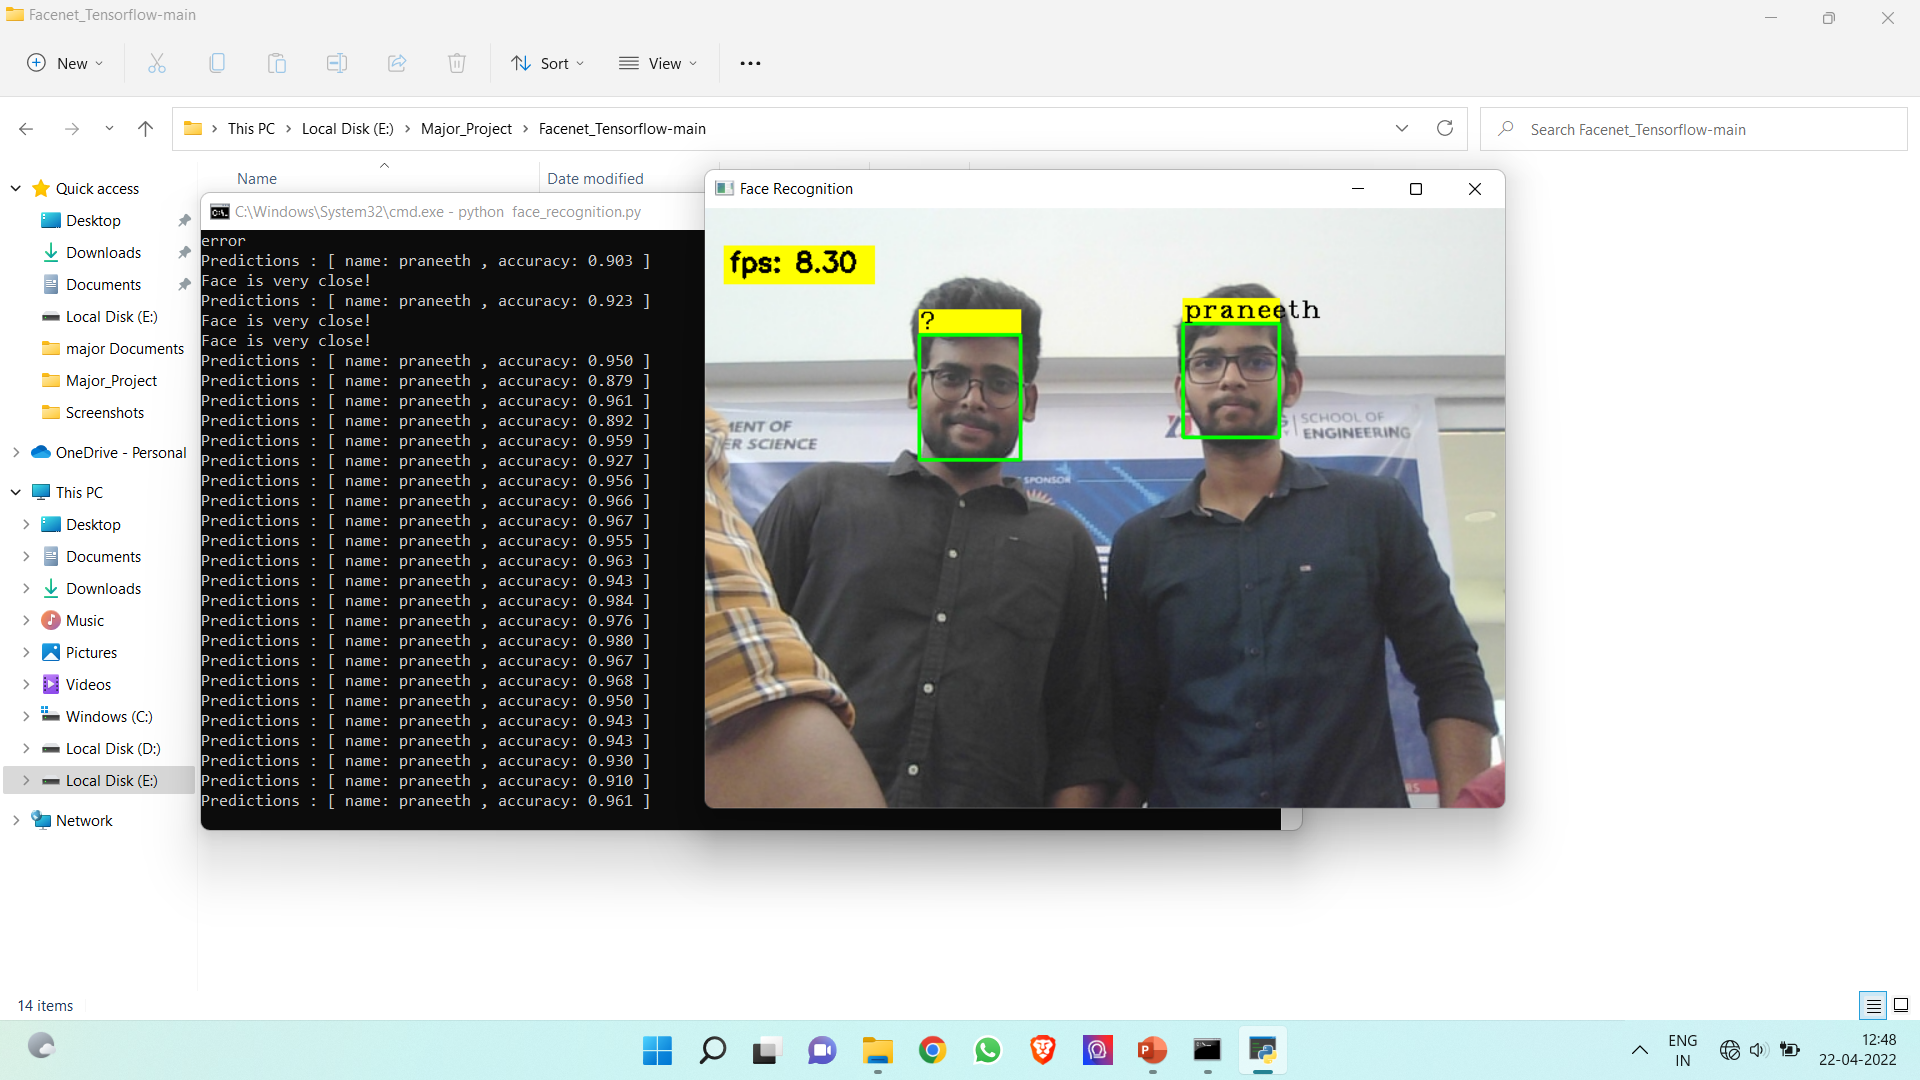 Facenet_Tensorflow-main
New
Sort
View
This PC
Local Disk (E:)
Major_Project
Facenet_Tensorflow-main
Search Facenet_Tensorflow-main
Quick access
Desktop
Downloads
Documents
Local Disk (E:)
major Documents
Major_Project
Screenshots
OneDrive - Personal
This PC
Desktop
Documents
Downloads
Music
Pictures
Videos
Windows (C:)
Local Disk (D:)
Local Disk (E:)
Network
Name
Date modified
C:\Windows\System32\cmd.exe - python face_recognition.py
error
Predictions : [ name: praneeth , accuracy: 0.903 ]
Face is very close!
Predictions : [ name: praneeth , accuracy: 0.923 ]
Face is very close!
Face is very close!
Predictions : [ name: praneeth , accuracy: 0.950 ]
Predictions : [ name: praneeth , accuracy: 0.879 ]
Predictions : [ name: praneeth , accuracy: 0.961 ]
Predictions : [ name: praneeth , accuracy: 0.892 ]
Predictions : [ name: praneeth , accuracy: 0.959 ]
Predictions : [ name: praneeth , accuracy: 0.927 ]
Predictions : [ name: praneeth , accuracy: 0.956 ]
Predictions : [ name: praneeth , accuracy: 0.966 ]
Predictions : [ name: praneeth , accuracy: 0.967 ]
Predictions : [ name: praneeth , accuracy: 0.955 ]
Predictions : [ name: praneeth , accuracy: 0.963 ]
Predictions : [ name: praneeth , accuracy: 0.943 ]
Predictions : [ name: praneeth , accuracy: 0.984 ]
Predictions : [ name: praneeth , accuracy: 0.976 ]
Predictions : [ name: praneeth , accuracy: 0.980 ]
Predictions : [ name: praneeth , accuracy: 0.967 ]
Predictions : [ name: praneeth , accuracy: 0.968 ]
Predictions : [ name: praneeth , accuracy: 0.950 ]
Predictions : [ name: praneeth , accuracy: 0.943 ]
Predictions : [ name: praneeth , accuracy: 0.943 ]
Predictions : [ name: praneeth , accuracy: 0.930 ]
Predictions : [ name: praneeth , accuracy: 0.910 ]
Predictions : [ name: praneeth , accuracy: 0.961 ]
Face Recognition
fps: 8.30
?
praneeth
MENT OF
ER SCIENCE
SCHOOL OF
ENGINEERING
SPONSOR
14 items
ENG
IN
12:48
22-04-2022